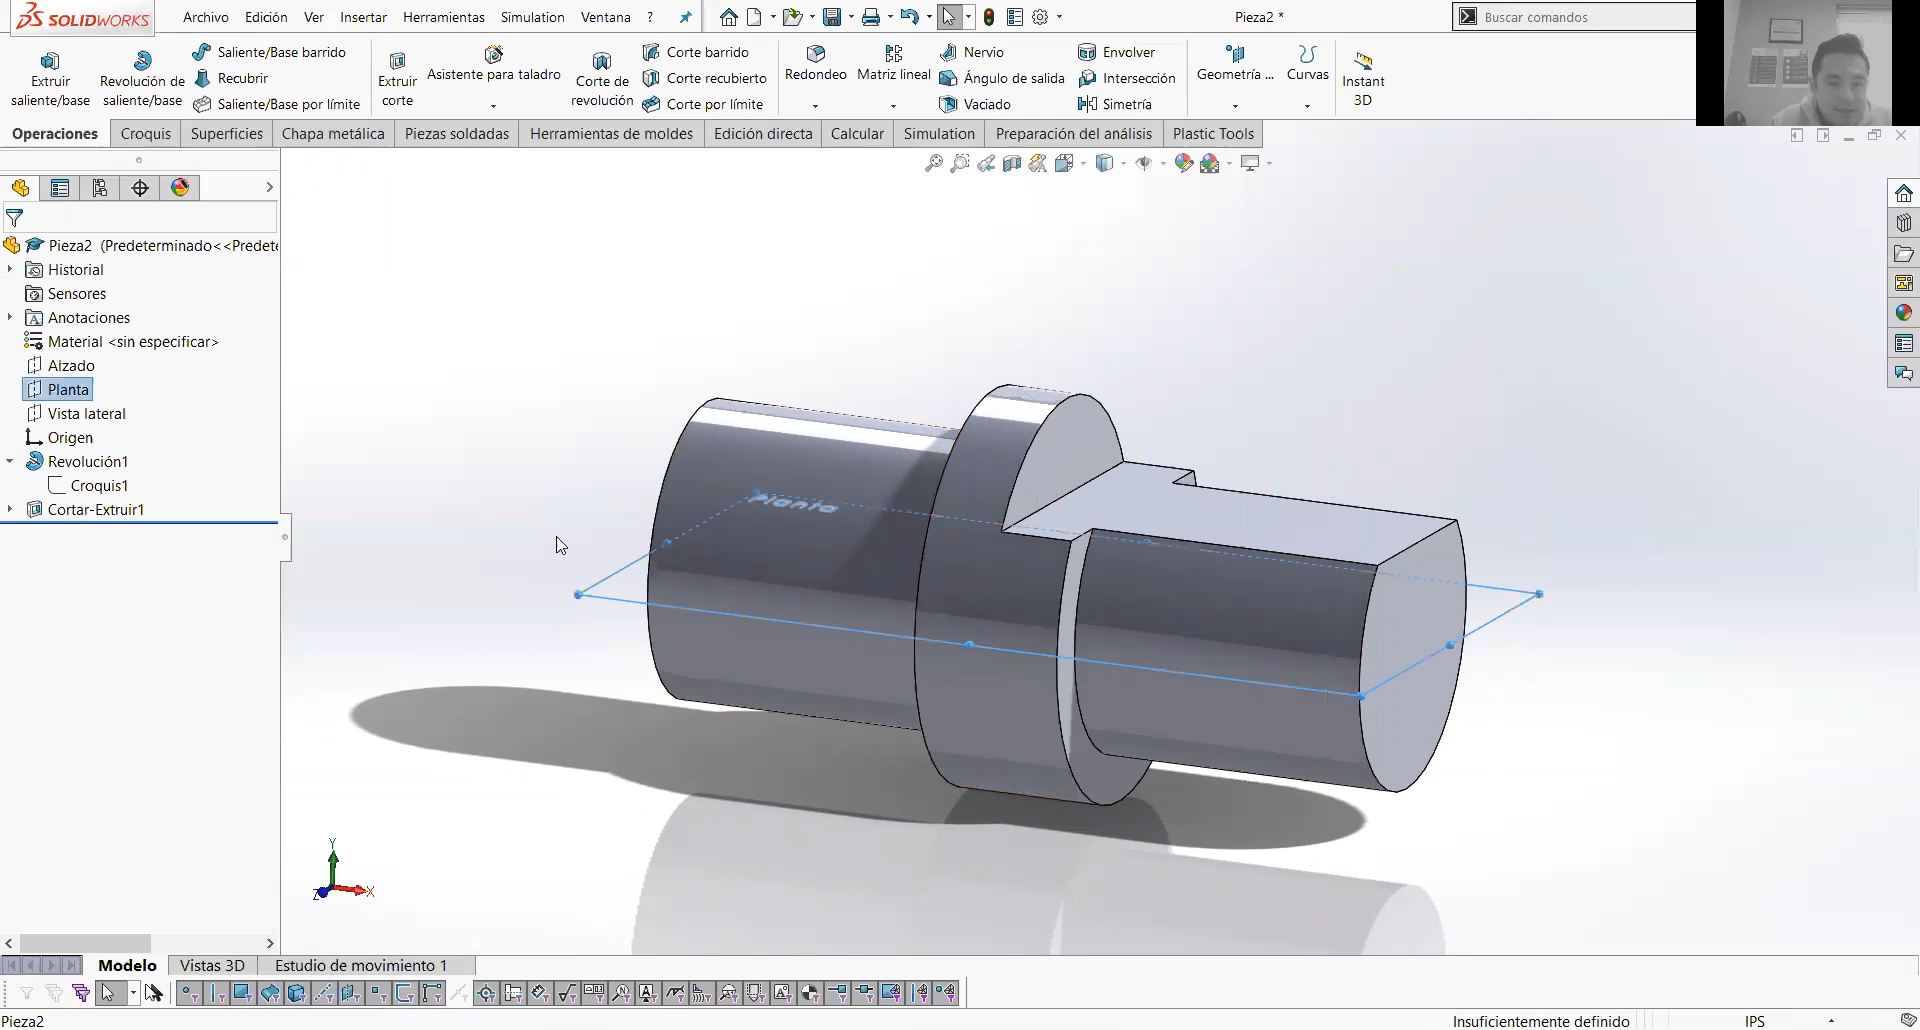 SOLIDWORKS
Archivo Edición Ver Insertar Herramientas Simulation Ventana ?
Pieza2 *
Buscar comandos
Extruir saliente/base
Revolución de saliente/base
Saliente/Base barrido
Recubrir
Saliente/Base por límite
Extruir corte
Asistente para taladro
Corte de revolución
Corte barrido
Corte recubierto
Corte por límite
Redondeo
Matriz lineal
Nervio
Ángulo de salida
Vaciado
Envolver
Intersección
Simetría
Geometría ...
Curvas
Instant 3D
Operaciones Croquis Superficies Chapa metálica Piezas soldadas Herramientas de moldes Edición directa Calcular Simulation Preparación del análisis Plastic Tools
Pieza2 (Predeterminado<<Predete
Historial
Sensores
Anotaciones
Material <sin especificar>
Alzado
Planta
Vista lateral
Origen
Revolución1
Croquis1
Cortar-Extruir1
Planta
Y
X
Z
Modelo Vistas 3D Estudio de movimiento 1
Pieza2
Insuficientemente definido
IPS